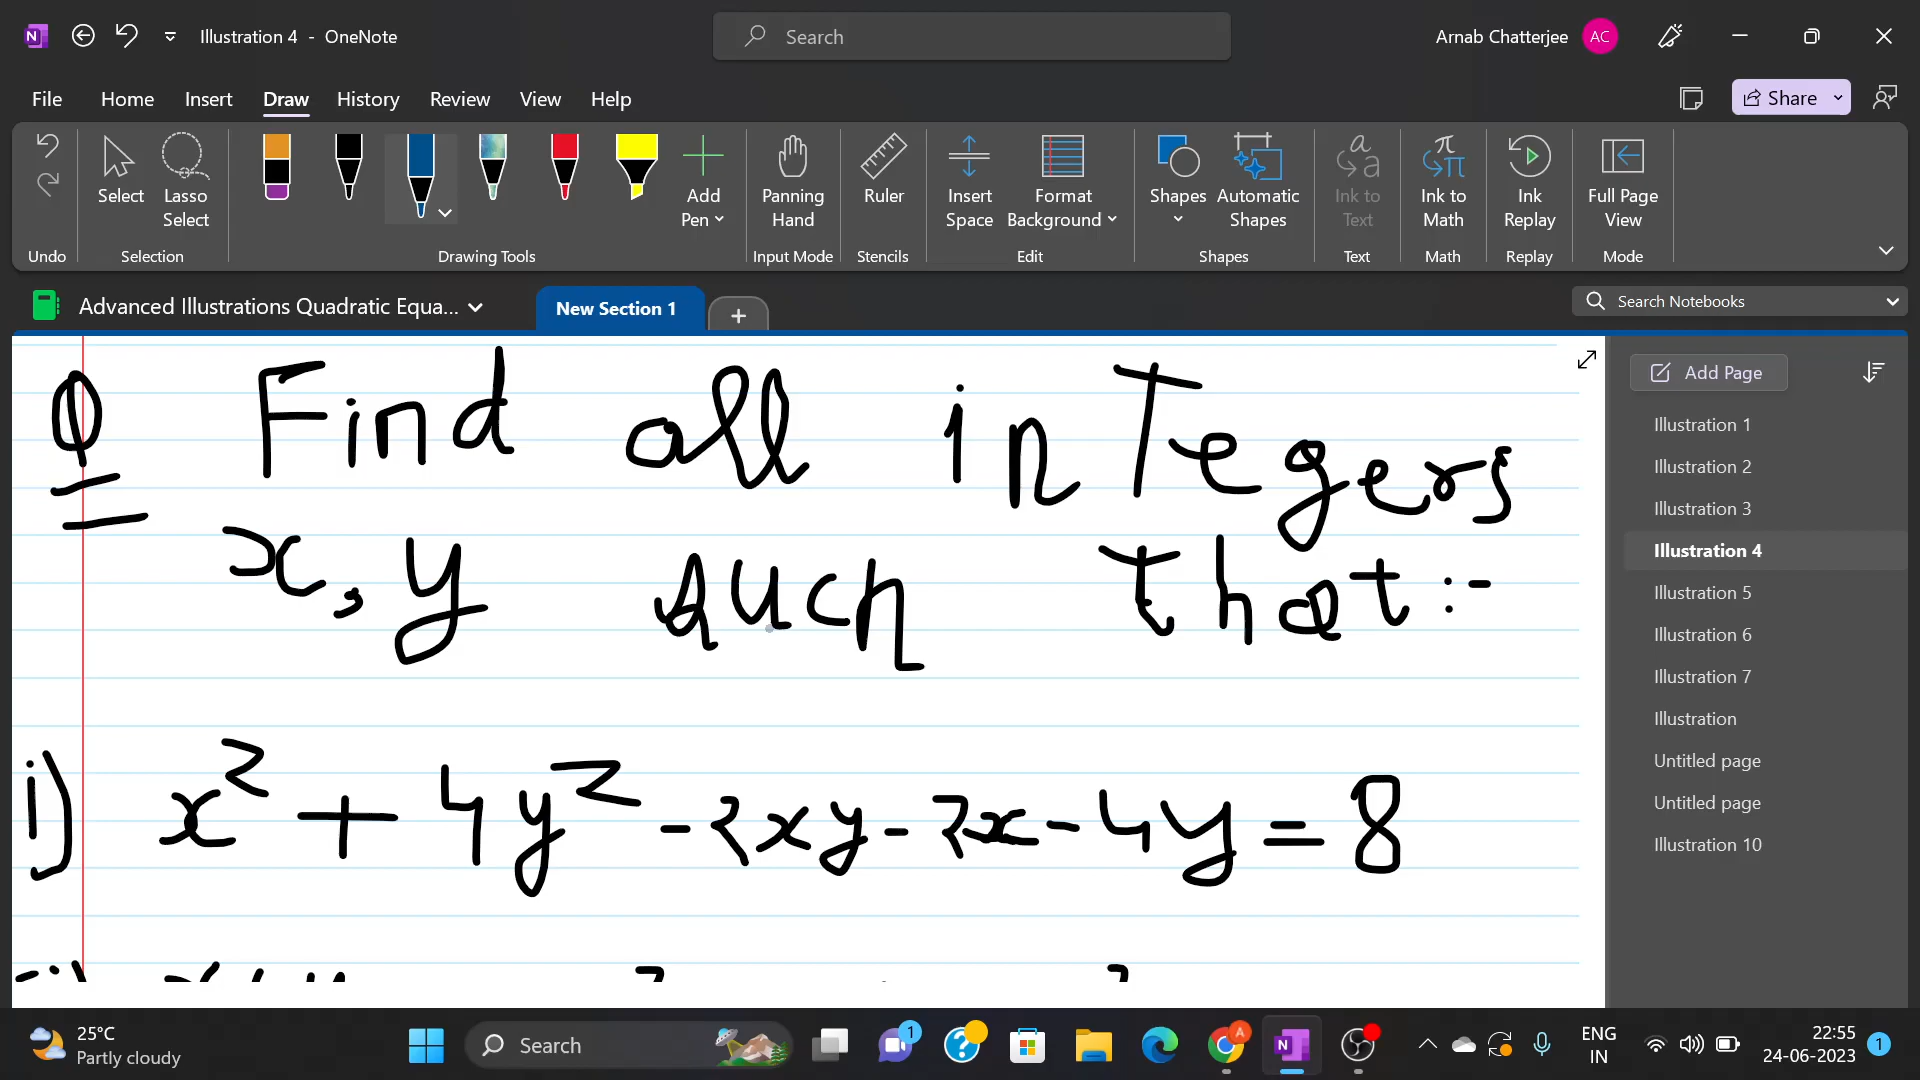 Illustration 4 - OneNote
Search
Arnab Chatterjee
AC
File Home Insert Draw History Review View Help
Share
Select
Lasso Select
Add Pen
Panning Hand
Ruler
Insert Space
Format Background
Shapes
Automatic Shapes
Ink to Text
Ink to Math
Ink Replay
Full Page View
Undo Selection Drawing Tools Input Mode Stencils Edit Shapes Text Math Replay Mode
Advanced Illustrations Quadratic Equa...
New Section 1
Search Notebooks
Q Find all inTegers
x, y such that :-
i) x² + 4y² - 2xy - 2x - 4y = 8
Add Page
Illustration 1
Illustration 2
Illustration 3
Illustration 4
Illustration 5
Illustration 6
Illustration 7
Illustration
Untitled page
Untitled page
Illustration 10
25°C
Partly cloudy
Search
1
A
ENG
IN
22:55
24-06-2023
1